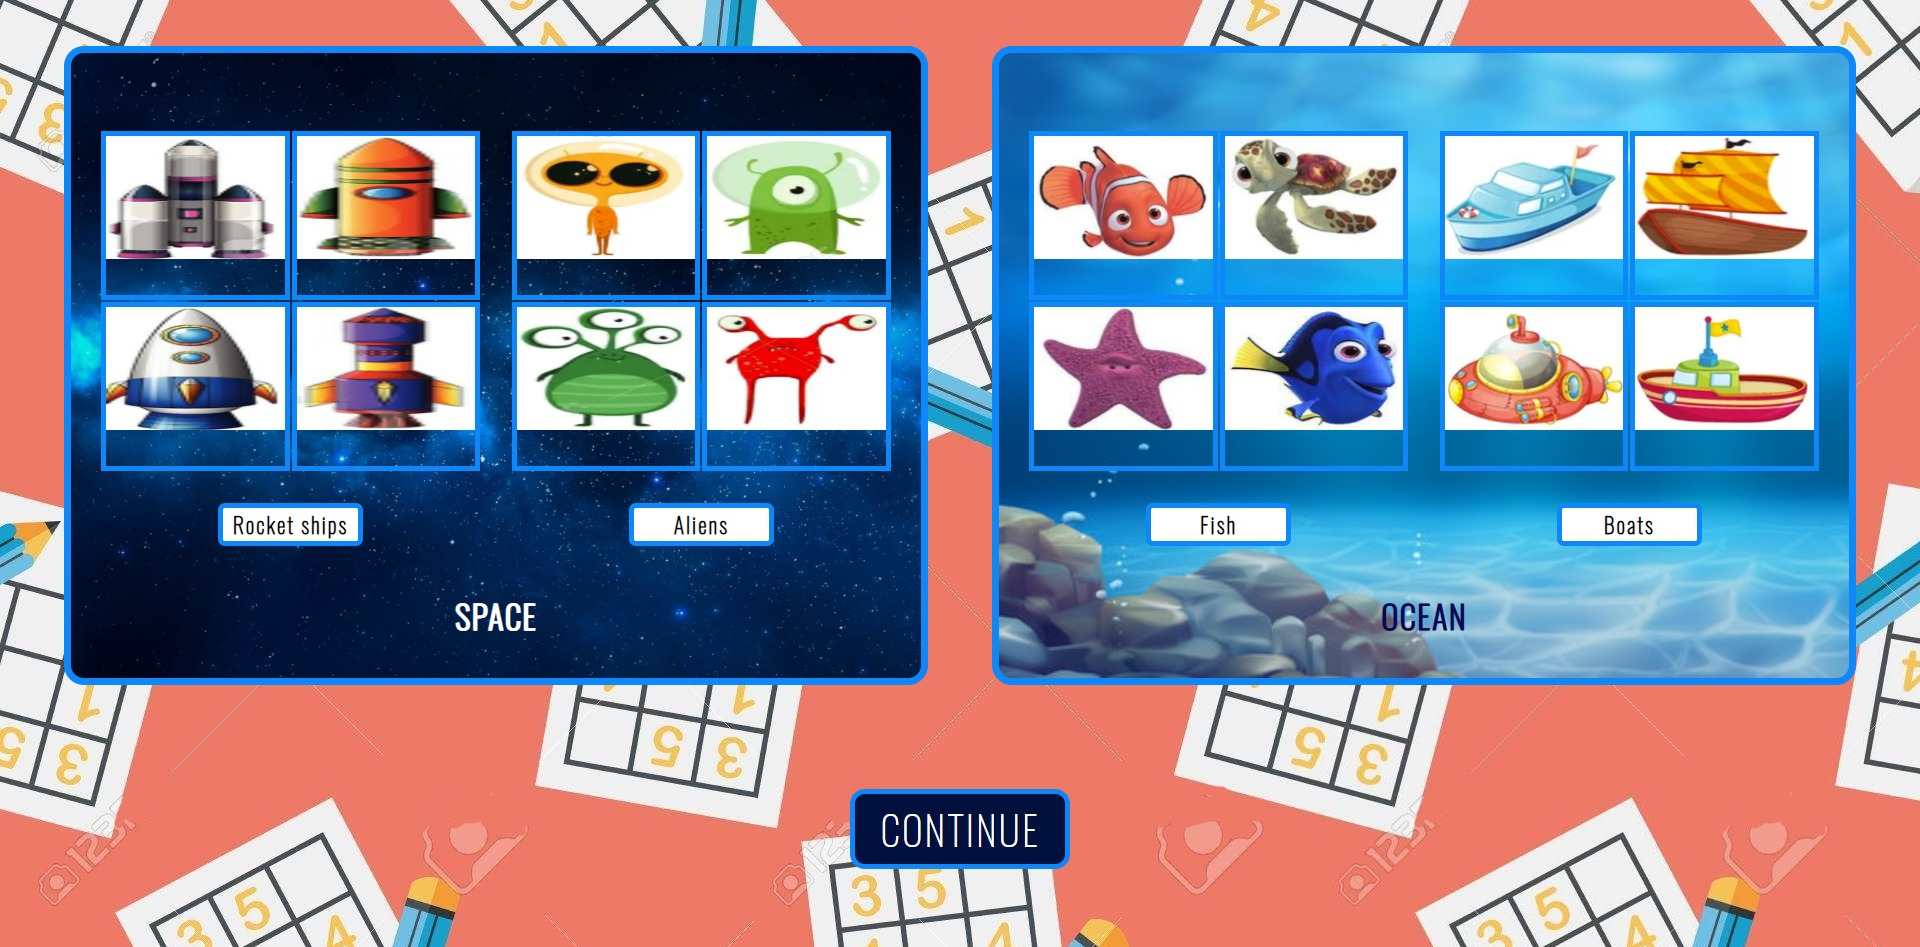 Rocket ships
Aliens
SPACE
Fish
Boats
OCEAN
CONTINUE